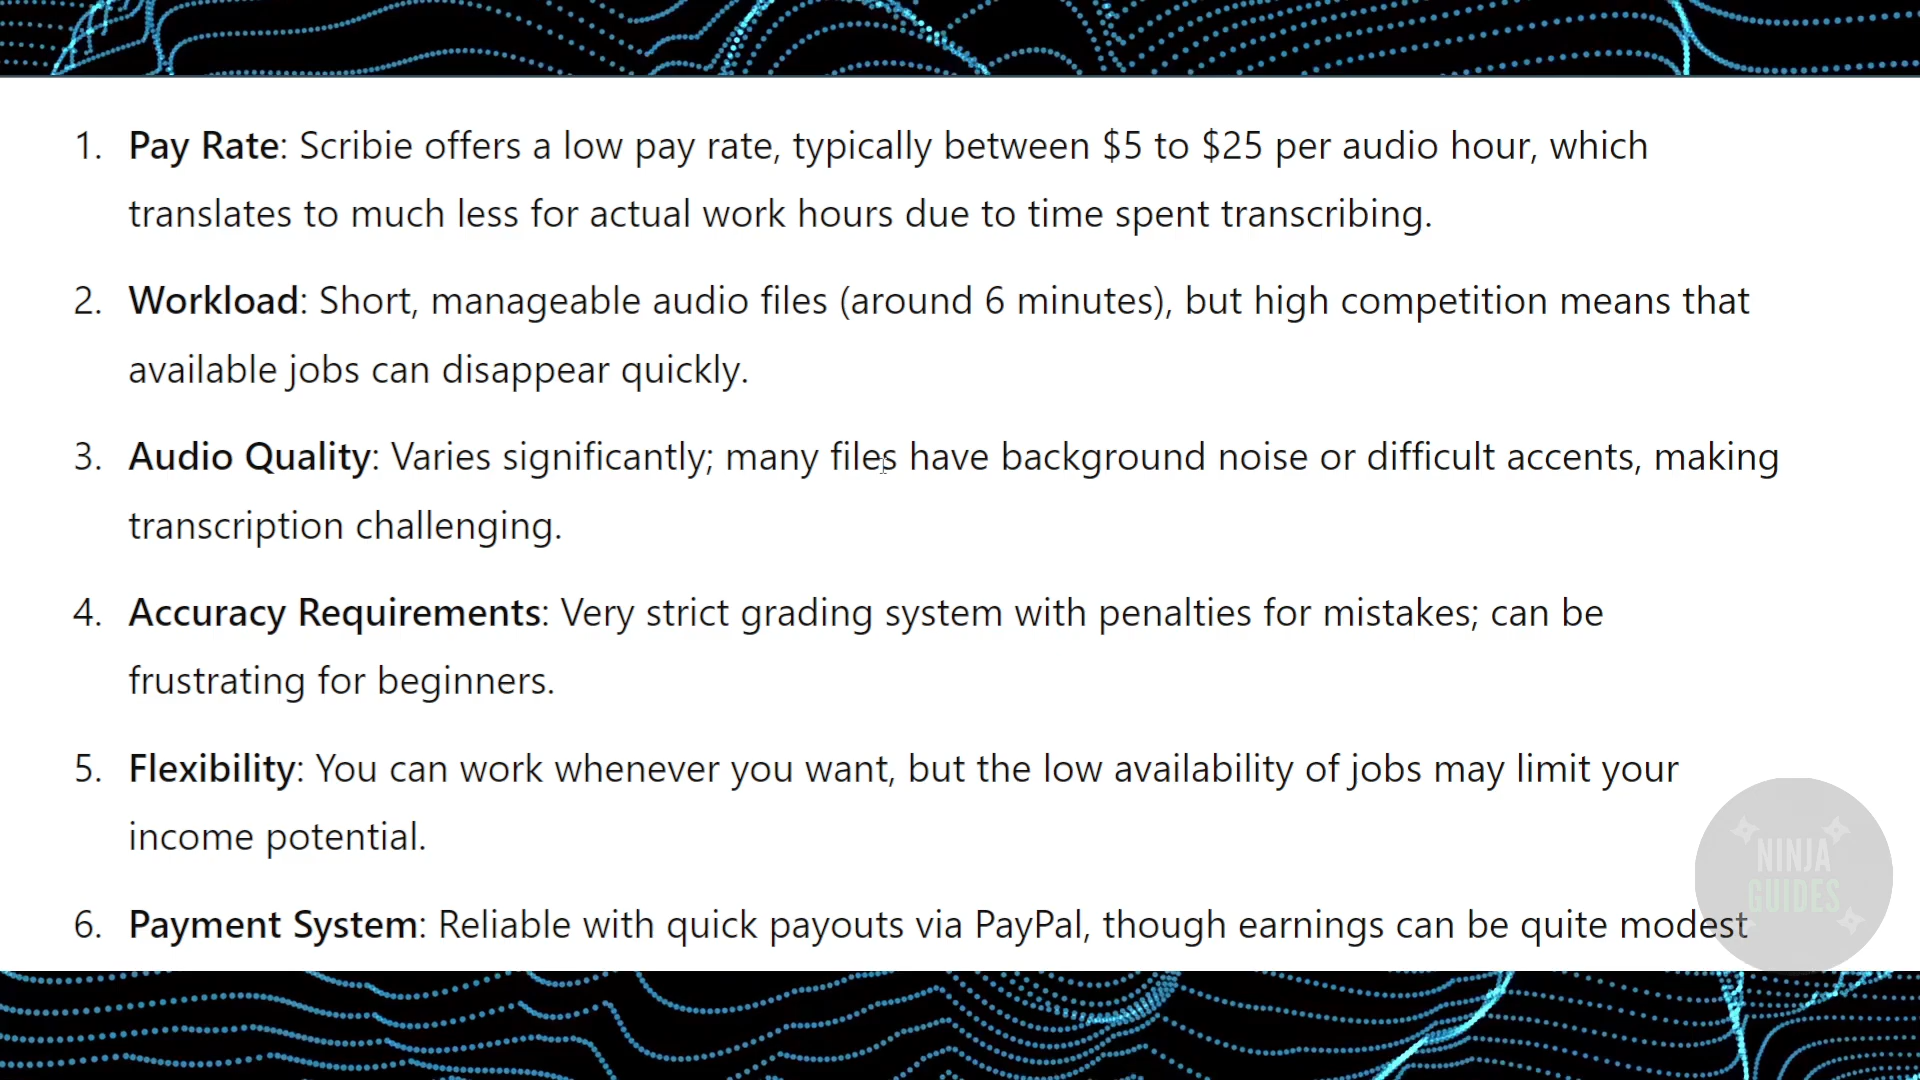 1. Pay Rate: Scribie offers a low pay rate, typically between $5 to $25 per audio hour, which
translates to much less for actual work hours due to time spent transcribing.
2. Workload: Short, manageable audio files (around 6 minutes), but high competition means that
available jobs can disappear quickly.
3. Audio Quality: Varies significantly; many files have background noise or difficult accents, making
transcription challenging.
4. Accuracy Requirements: Very strict grading system with penalties for mistakes; can be
frustrating for beginners.
5. Flexibility: You can work whenever you want, but the low availability of jobs may limit your
income potential.
6. Payment System: Reliable with quick payouts via PayPal, though earnings can be quite modest
NINJA
GUIDES